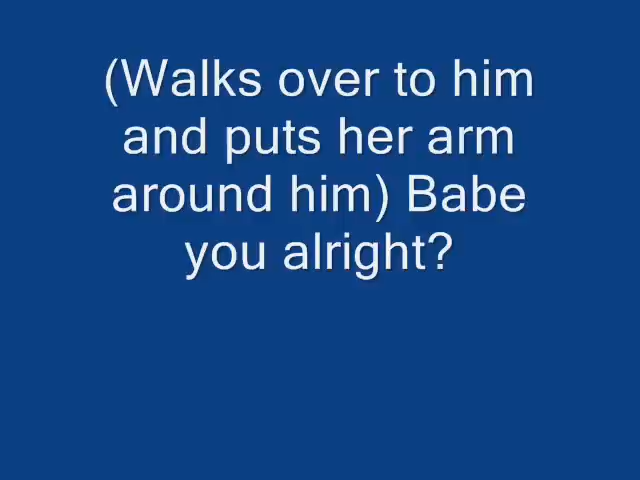 (Walks over to him
and puts her arm
around him) Babe
you alright?